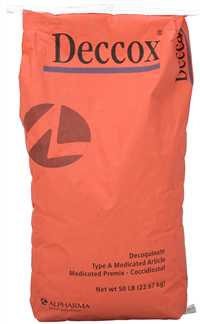 Deccox®
Deccox
Decoquinate
Type A Medicated Article
Medicated Premix - Coccidiostat
Net wt 50 LB (22.67 kg)
ALPHARMA